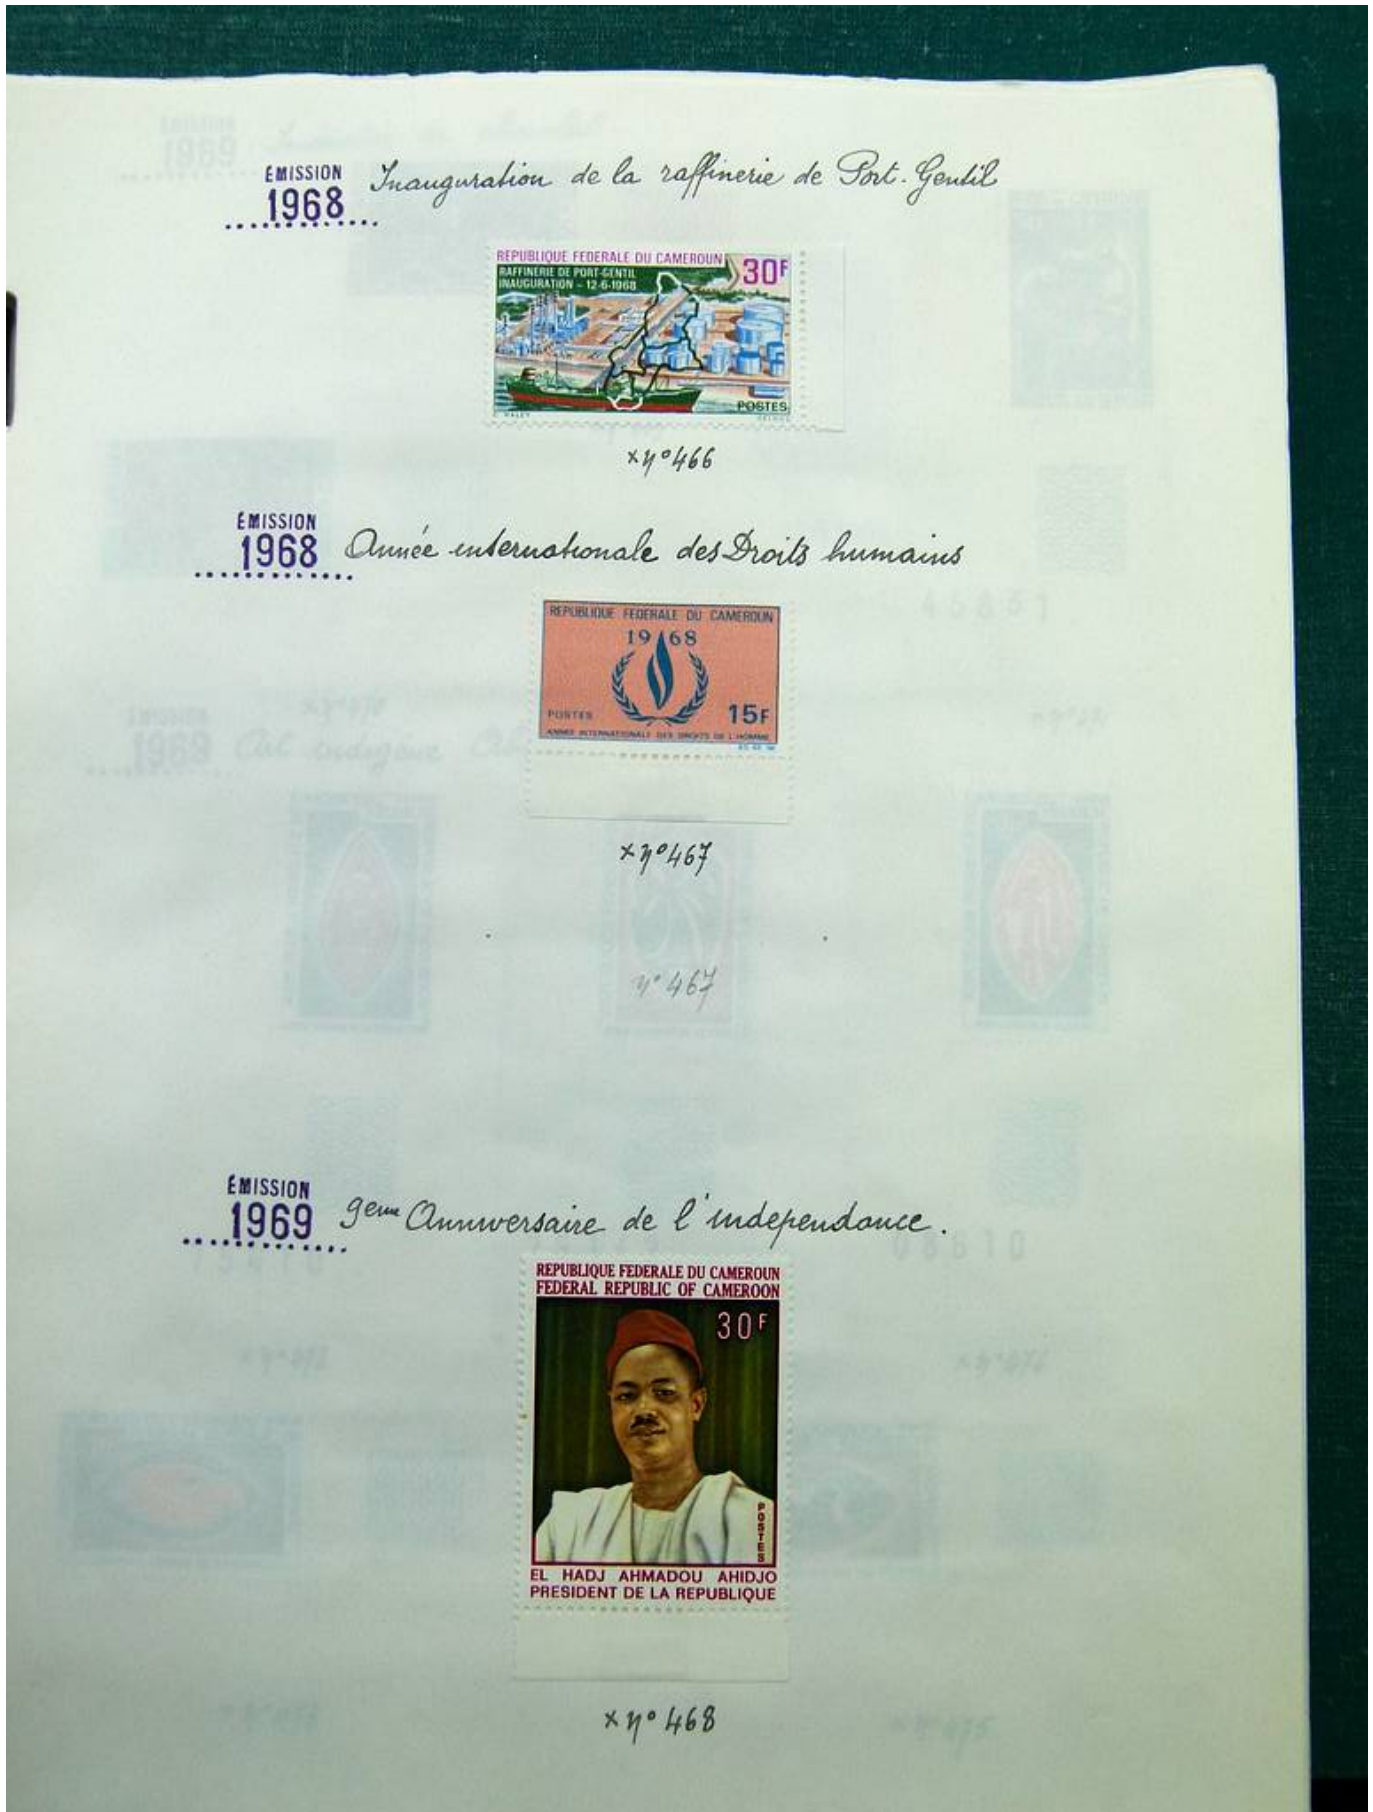 ÉMISSION
1968
Inauguration de la raffinerie de Port-Gentil
REPUBLIQUE FEDERALE DU CAMEROUN
30F
RAFFINERIE DE PORT-GENTIL
INAUGURATION - 12-6-1968
POSTES
x n° 466
ÉMISSION
1968
Année internationale des Droits humains
REPUBLIQUE FEDERALE DU CAMEROUN
1968
POSTES
15F
ANNEE INTERNATIONALE DES DROITS DE L'HOMME
x n° 467
n° 467
ÉMISSION
1969
9eme Anniversaire de l'independance.
REPUBLIQUE FEDERALE DU CAMEROUN
FEDERAL REPUBLIC OF CAMEROON
30F
POSTES
EL HADJ AHMADOU AHIDJO
PRESIDENT DE LA REPUBLIQUE
x n° 468